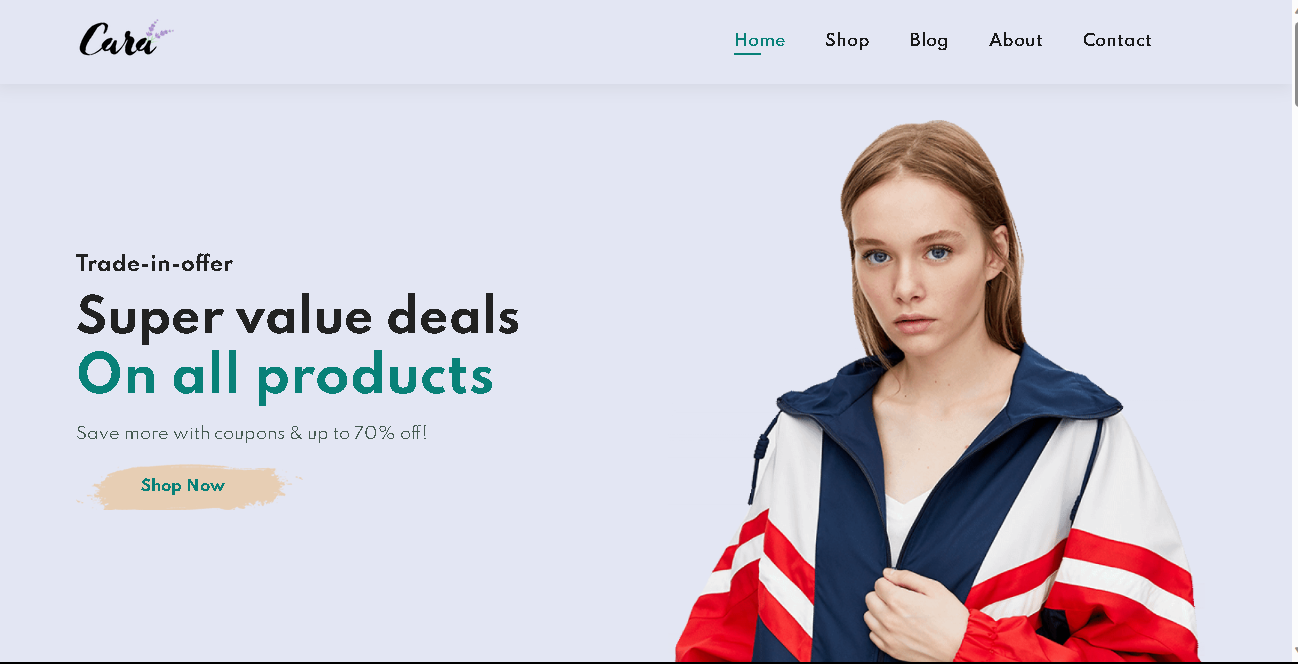 Cara
Home Shop Blog About Contact
Trade-in-offer
Super value deals
On all products
Save more with coupons & up to 70% off!
Shop Now